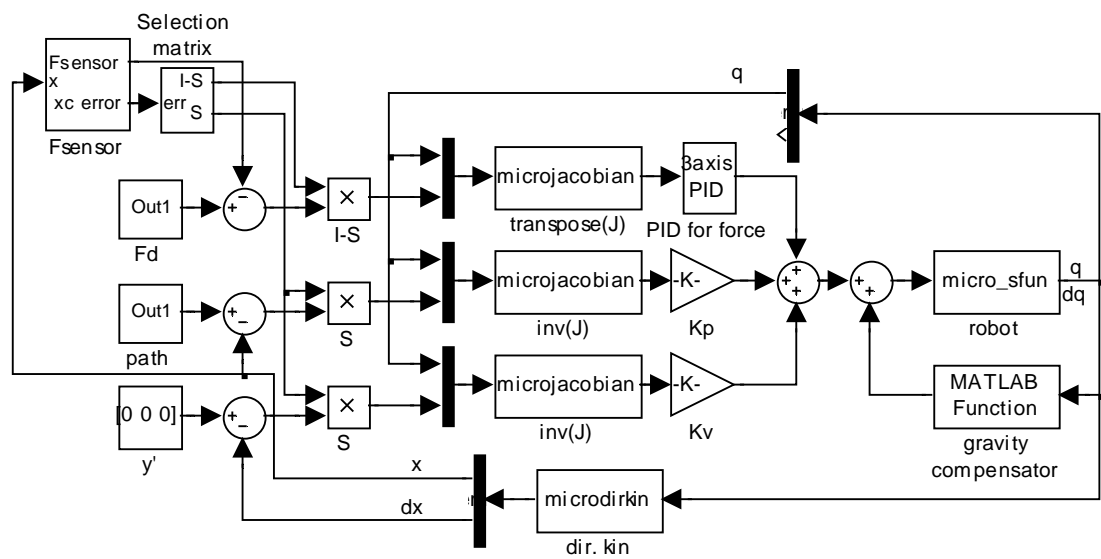 Selection
matrix
Fsensor
x
xc error
Fsensor
I-S
err
S
q
Out1
Fd
I-S
microjacobian
transpose(J)
3axis
PID
PID for force
Out1
path
S
microjacobian
inv(J)
-K-
Kp
micro_sfun
robot
q
dq
[0 0 0]
y'
S
microjacobian
inv(J)
-K-
Kv
MATLAB
Function
gravity
compensator
x
dx
microdirkin
dir. kin